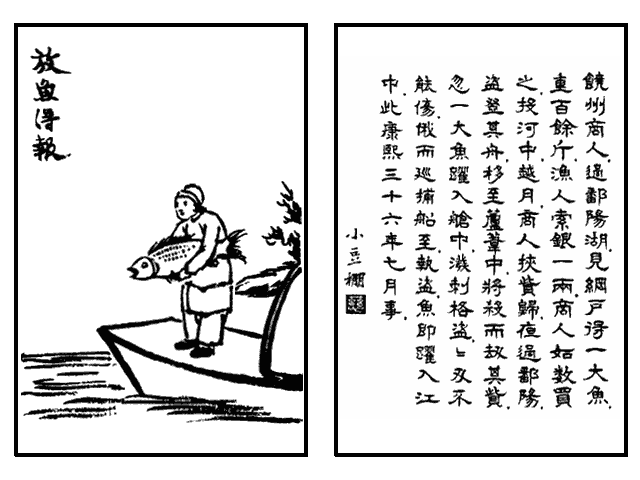 放魚得報
饒州商人過鄱陽湖見網戶得一大魚
重百餘斤漁人索銀一兩商人如數買
之投河中越月商人挾貲歸夜過鄱陽
盜登其舟移至蘆葦中將殺而劫其貲
忽一大魚躍入艙中潑剌格盜〻刃不
能傷俄而巡捕船至執盜魚即躍入江
中此康熙三十六年七月事
小豆棚